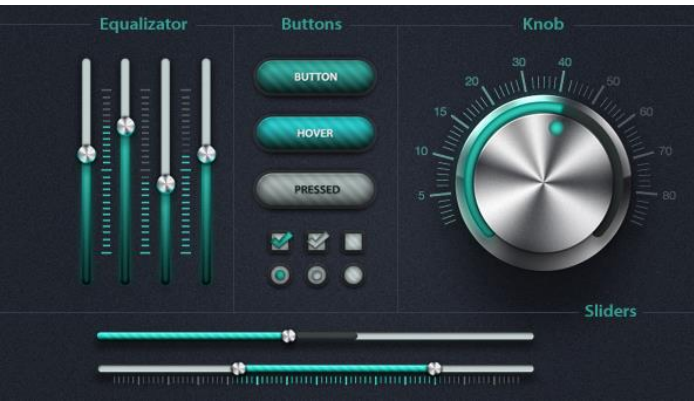 Equalizator
Buttons
Knob
BUTTON
HOVER
PRESSED
5
10
15
20
30
40
50
60
70
80
Sliders